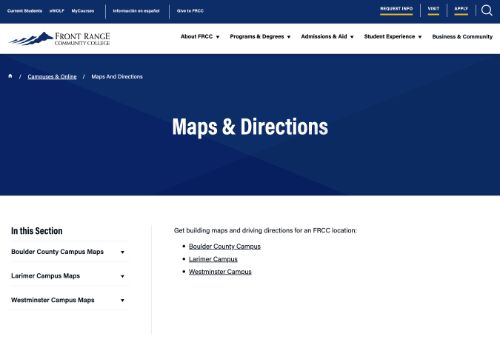 Current Students eWOLF MyCourses Información en español Give to FRCC REQUEST INFO VISIT APPLY
FRONT RANGE
COMMUNITY COLLEGE
About FRCC Programs & Degrees Admissions & Aid Student Experience Business & Community
/ Campuses & Online / Maps And Directions
Maps & Directions
In this Section
Boulder County Campus Maps
Larimer Campus Maps
Westminster Campus Maps
Get building maps and driving directions for an FRCC location:
Boulder County Campus
Larimer Campus
Westminster Campus